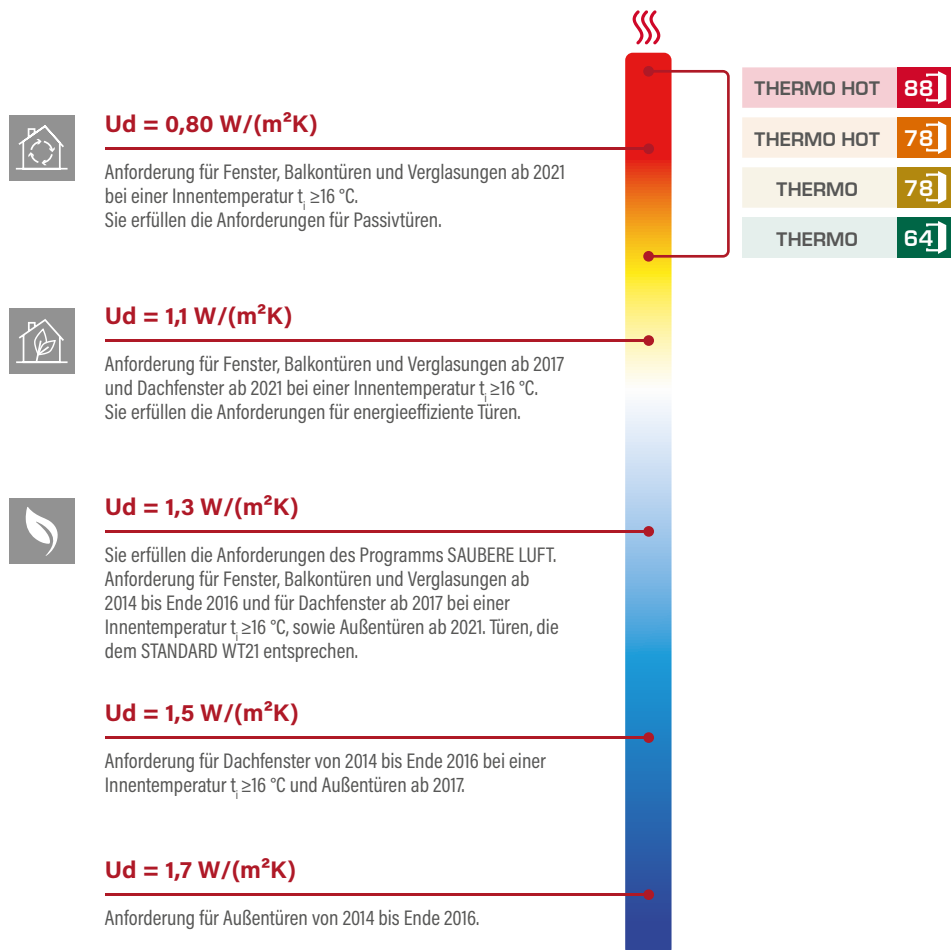 THERMO HOT 88
THERMO HOT 78
THERMO 78
THERMO 64
Ud = 0,80 W/(m²K)
Anforderung für Fenster, Balkontüren und Verglasungen ab 2021
bei einer Innentemperatur tᵢ ≥16 °C.
Sie erfüllen die Anforderungen für Passivtüren.
Ud = 1,1 W/(m²K)
Anforderung für Fenster, Balkontüren und Verglasungen ab 2017
und Dachfenster ab 2021 bei einer Innentemperatur tᵢ ≥16 °C.
Sie erfüllen die Anforderungen für energieeffiziente Türen.
Ud = 1,3 W/(m²K)
Sie erfüllen die Anforderungen des Programms SAUBERE LUFT.
Anforderung für Fenster, Balkontüren und Verglasungen ab
2014 bis Ende 2016 und für Dachfenster ab 2017 bei einer
Innentemperatur tᵢ ≥16 °C, sowie Außentüren ab 2021. Türen, die
dem STANDARD WT21 entsprechen.
Ud = 1,5 W/(m²K)
Anforderung für Dachfenster von 2014 bis Ende 2016 bei einer
Innentemperatur tᵢ ≥16 °C und Außentüren ab 2017.
Ud = 1,7 W/(m²K)
Anforderung für Außentüren von 2014 bis Ende 2016.